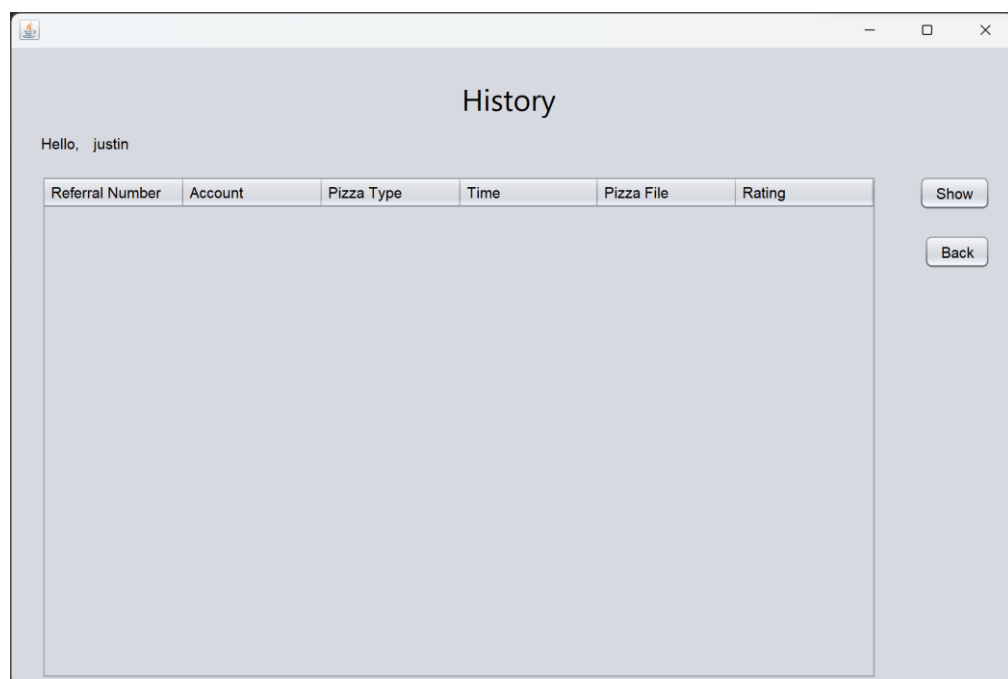 History
Hello, justin
Referral Number Account Pizza Type Time Pizza File Rating
Show
Back